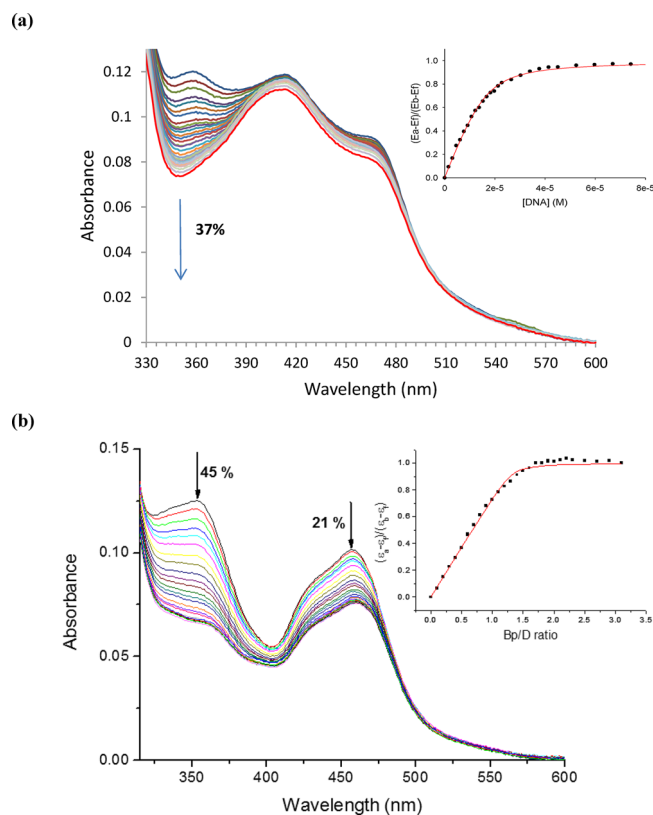 (a)
0.12
0.1
0.08
0.06
0.04
0.02
0
Absorbance
37%
330 360 390 420 450 480 510 540 570 600
Wavelength (nm)
1.0
0.8
0.6
0.4
0.2
0.0
(Ea-Ef)/(Eb-Ef)
0 2e-5 4e-5 6e-5 8e-5
[DNA] (M)
(b)
0.15
0.10
0.05
0.00
Absorbance
45 %
21 %
350 400 450 500 550 600
Wavelength (nm)
1.0
0.8
0.6
0.4
0.2
0.0
(εa-εf)/(εb-εf)
0.0 0.5 1.0 1.5 2.0 2.5 3.0 3.5
Bp/D ratio